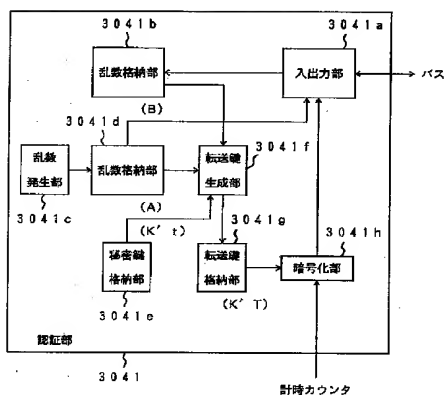 3041b
3041a
乱数格納部
入出力部
バス
3041d
(B)
3041f
乱数
発生部
乱数格納部
転送鍵
生成部
3041c
(A)
3041g
(K' t)
3041h
秘密鍵
格納部
転送鍵
格納部
暗号化部
3041e
(K' T)
認証部
3041
計時カウンタ